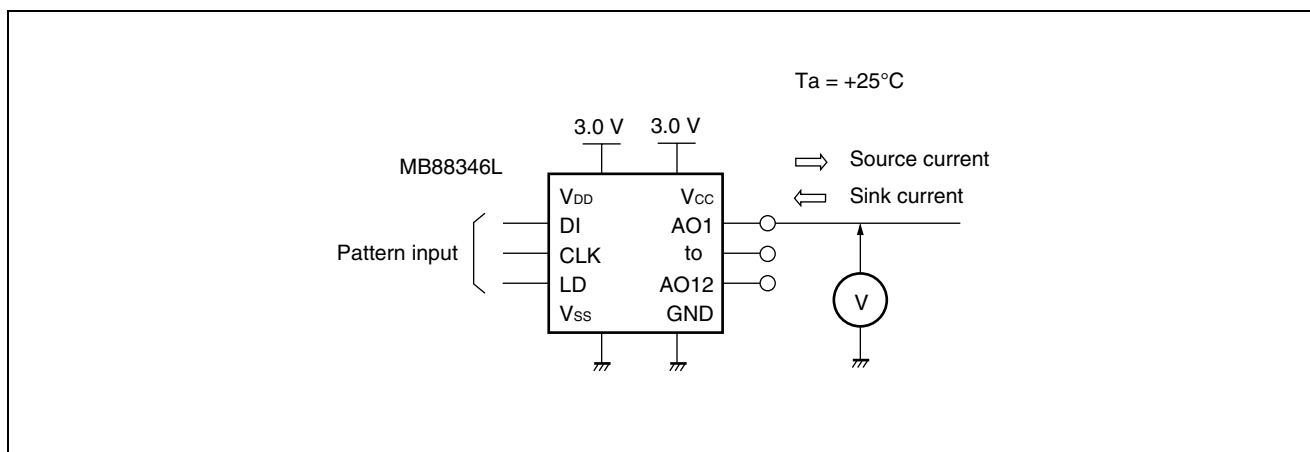 Ta = +25°C
3.0 V 3.0 V
MB88346L
Source current
Sink current
VDD VCC
DI AO1
Pattern input
CLK to
LD AO12
VSS GND
V